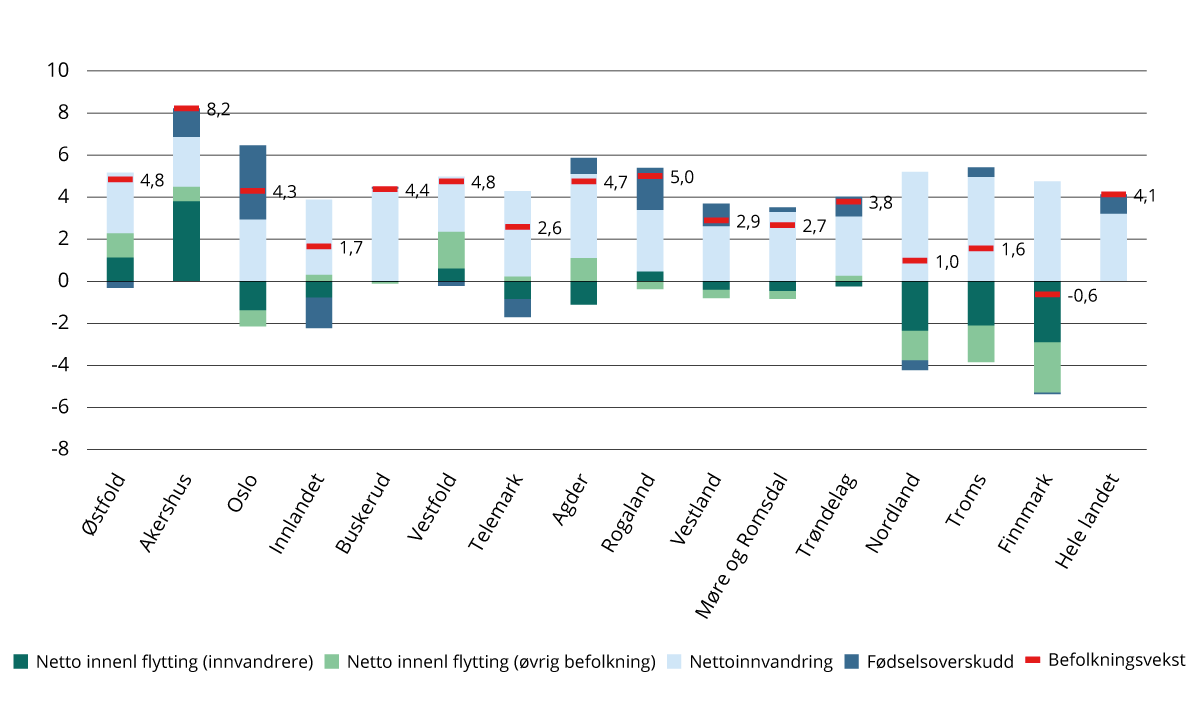 10
8
6
4
2
0
-2
-4
-6
-8
4,8
8,2
4,3
1,7
4,4
4,8
2,6
4,7
5,0
2,9
2,7
3,8
1,0
1,6
-0,6
4,1
Østfold
Akershus
Oslo
Innlandet
Buskerud
Vestfold
Telemark
Agder
Rogaland
Vestland
Møre og Romsdal
Trøndelag
Nordland
Troms
Finnmark
Hele landet
Netto innenl flytting (innvandrere) Netto innenl flytting (øvrig befolkning) Nettoinnvandring Fødselsoverskudd Befolkningsvekst